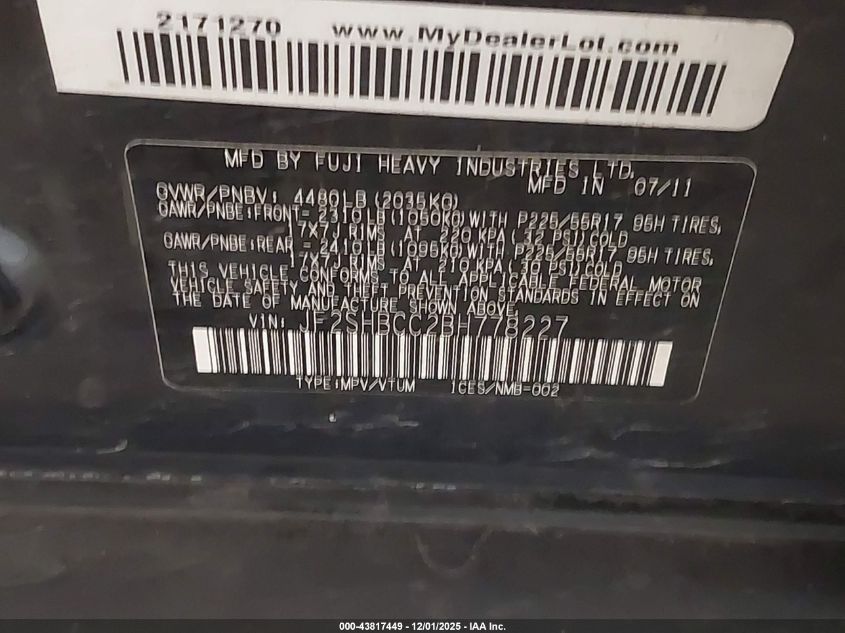 2171270 www.MyDealerLot.com
MFD BY FUJI HEAVY INDUSTRIES LTD.
MFD IN 07/11
GVWR/PNBV: 4480LB(2035KG)
GAWR/PNBE:FRONT= 2310LB(1050KG)WITH P225/55R17 95H TIRES,
17X7J RIMS AT 220 KPA( 32 PSI)COLD
GAWR/PNBE:REAR = 2410LB(1095KG)WITH P225/55R17 95H TIRES,
17X7J RIMS AT 210 KPA( 30 PSI)COLD
THIS VEHICLE CONFORMS TO ALL APPLICABLE FEDERAL MOTOR
VEHICLE SAFETY AND THEFT PREVENTION STANDARDS IN EFFECT ON
THE DATE OF MANUFACTURE SHOWN ABOVE.
VIN: JF2SHBCC2BH778227
TYPE:MPV/VTUM ICES/NMB-002
000-43817449 - 12/01/2025 - IAA Inc.